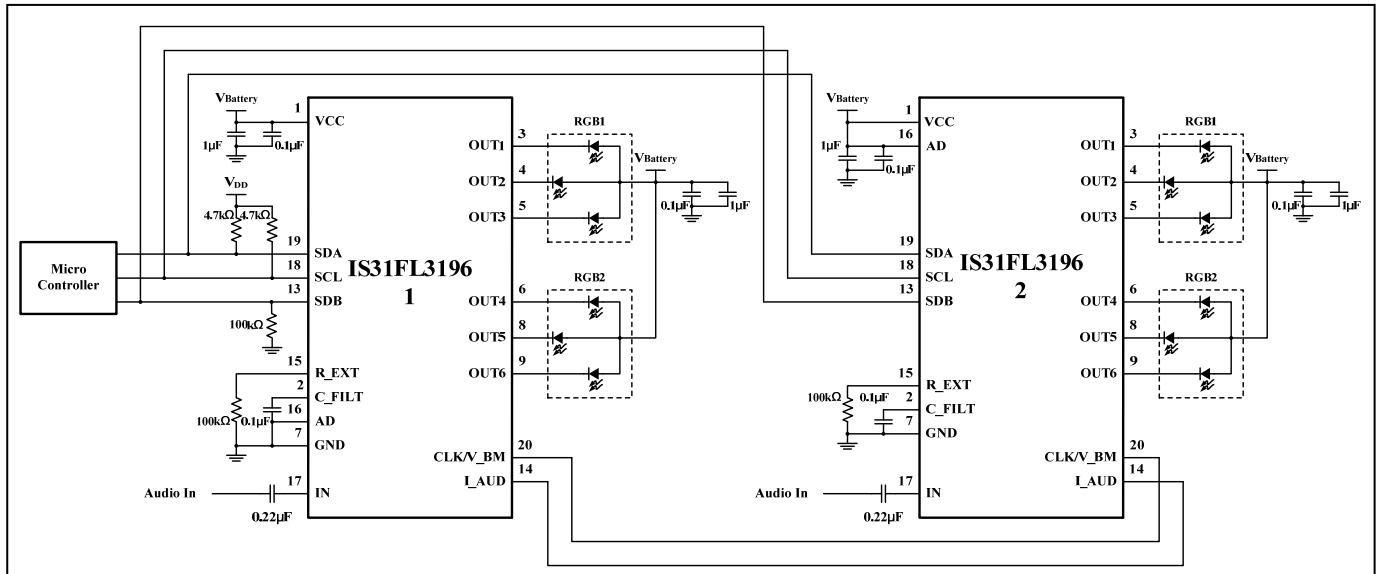 Micro
Controller
VBattery
1
VCC
1µF
0.1µF
VDD
4.7kΩ
4.7kΩ
19
SDA
18
SCL
13
SDB
100kΩ
15
R_EXT
2
C_FILT
16
AD
7
GND
100kΩ
0.1µF
Audio In
17
IN
0.22µF
IS31FL3196
1
OUT1
3
OUT2
4
OUT3
5
OUT4
6
OUT5
8
OUT6
9
CLK/V_BM
20
I_AUD
14
RGB1
VBattery
0.1µF
1µF
RGB2
VBattery
1
VCC
16
AD
1µF
0.1µF
19
SDA
18
SCL
13
SDB
15
R_EXT
2
C_FILT
7
GND
100kΩ
0.1µF
Audio In
17
IN
0.22µF
IS31FL3196
2
OUT1
3
OUT2
4
OUT3
5
OUT4
6
OUT5
8
OUT6
9
CLK/V_BM
20
I_AUD
14
RGB1
VBattery
0.1µF
1µF
RGB2